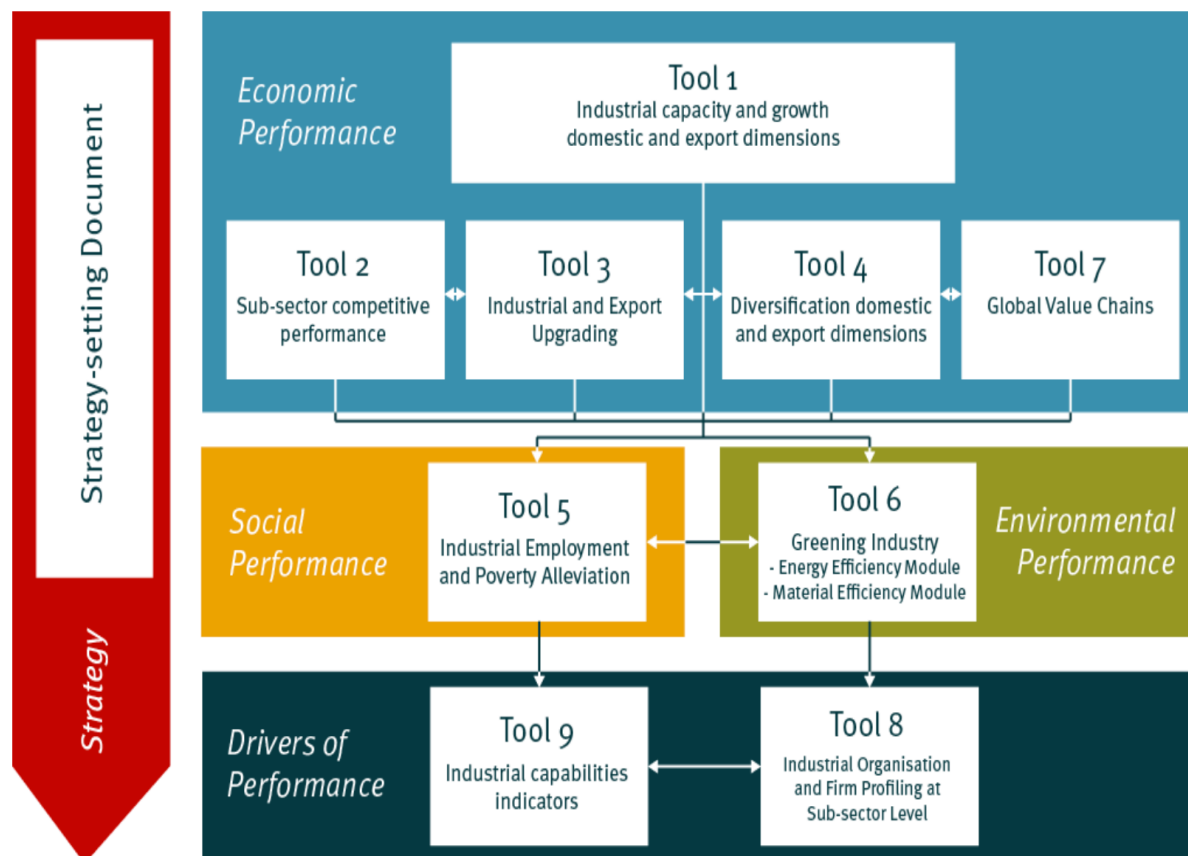 Strategy-setting Document
Strategy
Economic
Performance
Tool 1
Industrial capacity and growth
domestic and export dimensions
Tool 2
Sub-sector competitive
performance
Tool 3
Industrial and Export
Upgrading
Tool 4
Diversification domestic
and export dimensions
Tool 7
Global Value Chains
Social
Performance
Tool 5
Industrial Employment
and Poverty Alleviation
Tool 6
Greening Industry
- Energy Efficiency Module
- Material Efficiency Module
Environmental
Performance
Drivers of
Performance
Tool 9
Industrial capabilities
indicators
Tool 8
Industrial Organisation
and Firm Profiling at
Sub-sector Level